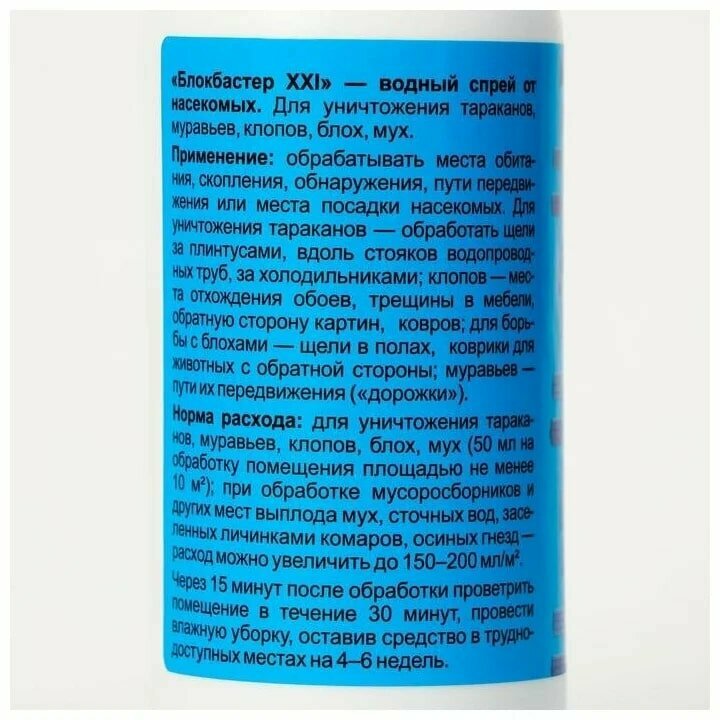 «Блокбастер XXI» — водный спрей от
насекомых. Для уничтожения тараканов,
муравьев, клопов, блох, мух.
Применение: обрабатывать места обита-
ния, скопления, обнаружения, пути передви-
жения или места посадки насекомых. Для
уничтожения тараканов — обработать щели
за плинтусами, вдоль стояков водопровод-
ных труб, за холодильниками; клопов — мес-
та отхождения обоев, трещины в мебели,
обратную сторону картин, ковров; для борь-
бы с блохами — щели в полах, коврики для
животных с обратной стороны; муравьев —
пути их передвижения («дорожки»).
Норма расхода: для уничтожения тарака-
нов, муравьев, клопов, блох, мух (50 мл на
обработку помещения площадью не менее
10 м²); при обработке мусоросборников и
других мест выплода мух, сточных вод, засе-
ленных личинками комаров, осиных гнезд —
расход можно увеличить до 150–200 мл/м².
Через 15 минут после обработки проветрить
помещение в течение 30 минут, провести
влажную уборку, оставив средство в трудно-
доступных местах на 4–6 недель.